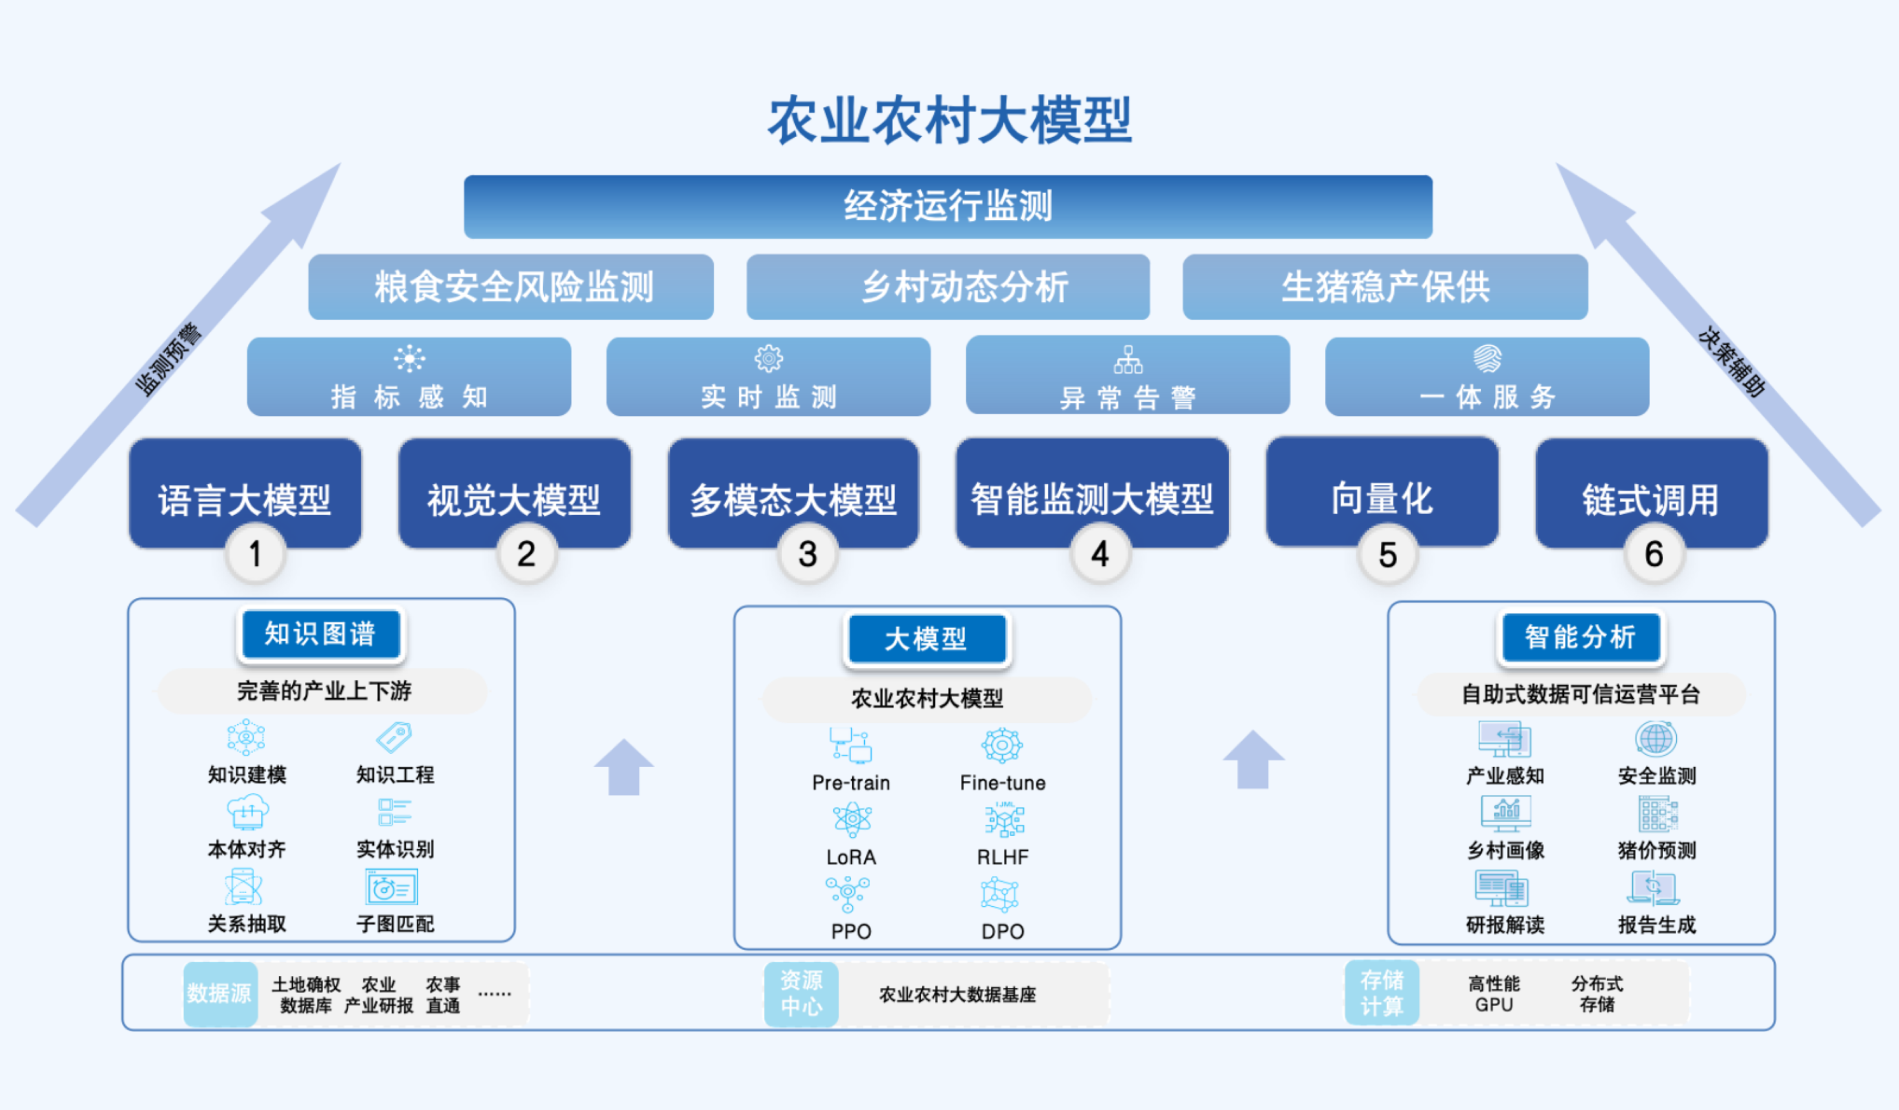 农业农村大模型
经济运行监测
粮食安全风险监测
乡村动态分析
生猪稳产保供
监测预警
决策辅助
指标感知
实时监测
异常告警
一体服务
语言大模型
视觉大模型
多模态大模型
智能监测大模型
向量化
链式调用
1
2
3
4
5
6
知识图谱
完善的产业上下游
知识建模
知识工程
本体对齐
实体识别
关系抽取
子图匹配
大模型
农业农村大模型
Pre-train
Fine-tune
IJML
LoRA
RLHF
PPO
DPO
智能分析
自助式数据可信运营平台
产业感知
安全监测
乡村画像
猪价预测
研报解读
报告生成
数据源
土地确权
数据库
农业
产业研报
农事
直通
……
资源
中心
农业农村大数据基座
存储
计算
高性能
GPU
分布式
存储